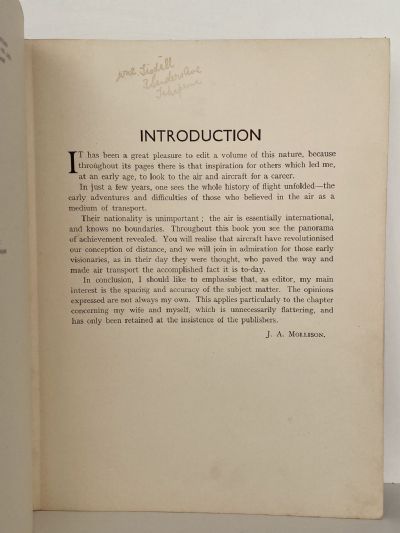 INTRODUCTION
IT has been a great pleasure to edit a volume of this nature, because
throughout its pages there is that inspiration for others which led me,
at an early age, to look to the air and aircraft for a career.
In just a few years, one sees the whole history of flight unfolded—the
early adventures and difficulties of those who believed in the air as a
medium of transport.
Their nationality is unimportant ; the air is essentially international,
and knows no boundaries. Throughout this book you see the panorama
of achievement revealed. You will realise that aircraft have revolutionised
our conception of distance, and we will join in admiration for those early
visionaries, as in their day they were thought, who paved the way and
made air transport the accomplished fact it is to-day.
In conclusion, I should like to emphasise that, as editor, my main
interest is the spacing and accuracy of the subject matter. The opinions
expressed are not always my own. This applies particularly to the chapter
concerning my wife and myself, which is unnecessarily flattering, and
has only been retained at the insistence of the publishers.
J. A. MOLLISON.